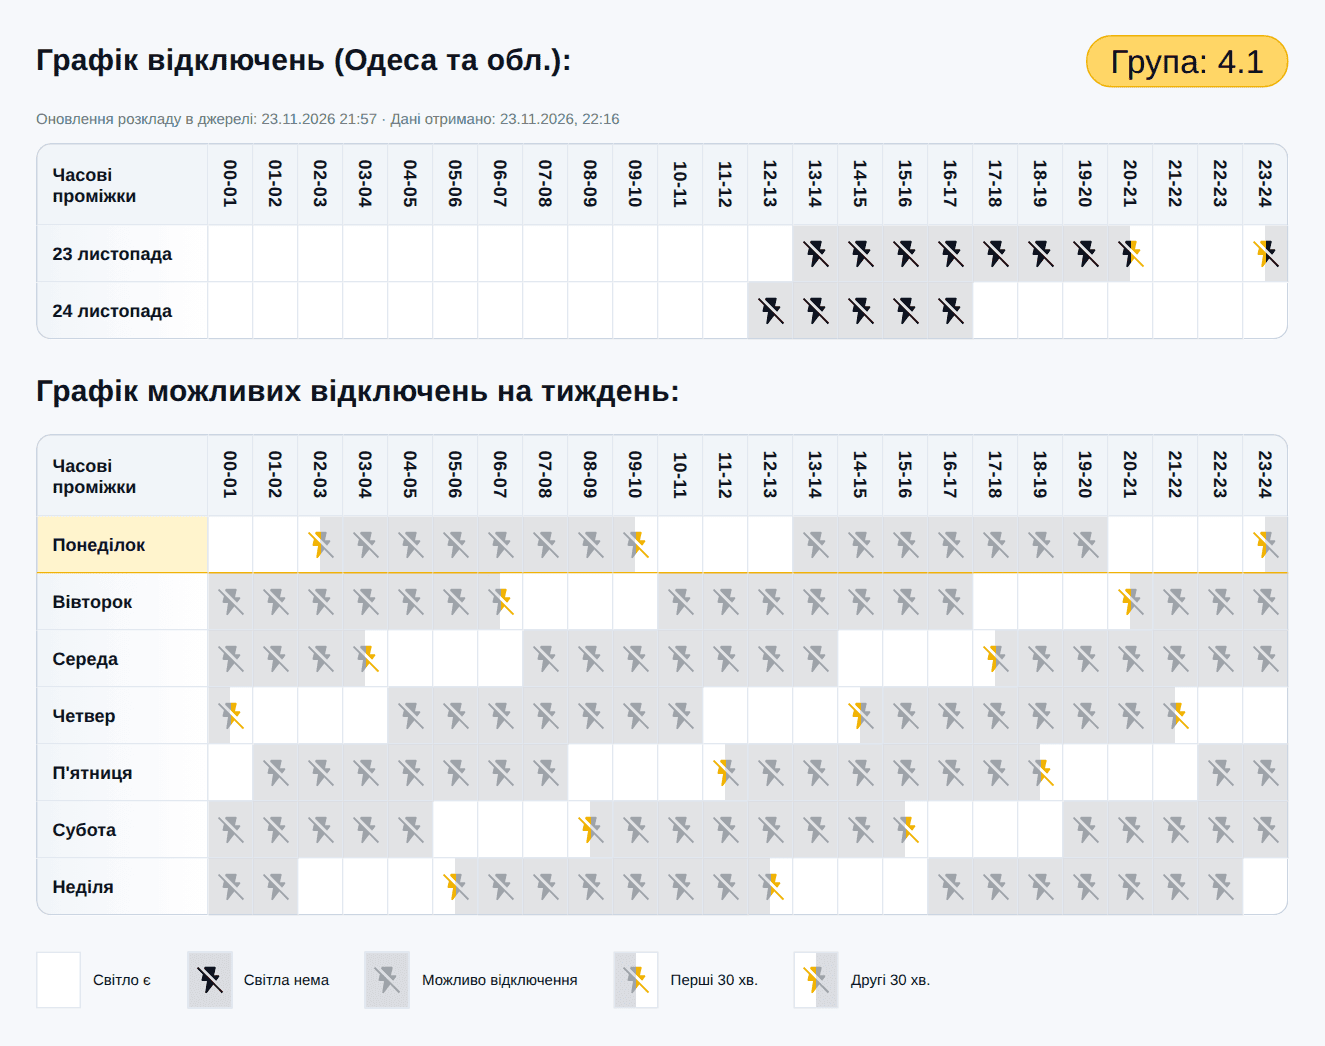 Графік відключень (Одеса та обл.):
Група: 4.1
Оновлення розкладу в джерелі: 23.11.2026 21:57 · Дані отримано: 23.11.2026, 22:16
Часові проміжки 00-01 01-02 02-03 03-04 04-05 05-06 06-07 07-08 08-09 09-10 10-11 11-12 12-13 13-14 14-15 15-16 16-17 17-18 18-19 19-20 20-21 21-22 22-23 23-24
23 листопада
24 листопада
Графік можливих відключень на тиждень:
Часові проміжки 00-01 01-02 02-03 03-04 04-05 05-06 06-07 07-08 08-09 09-10 10-11 11-12 12-13 13-14 14-15 15-16 16-17 17-18 18-19 19-20 20-21 21-22 22-23 23-24
Понеділок
Вівторок
Середа
Четвер
П'ятниця
Субота
Неділя
Світло є Світла нема Можливо відключення Перші 30 хв. Другі 30 хв.